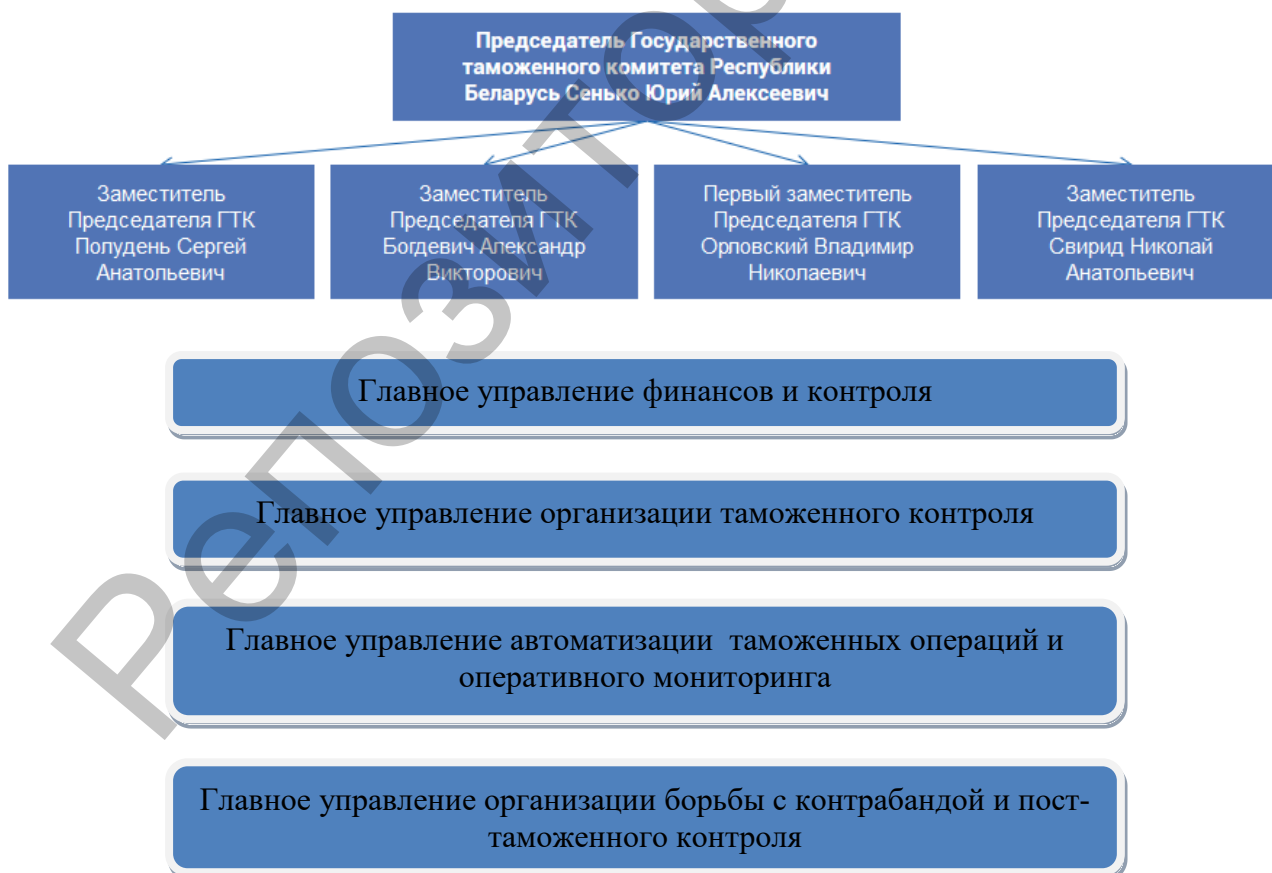 Председатель Государственного
таможенного комитета Республики
Беларусь Сенько Юрий Алексеевич
Заместитель
Председателя ГТК
Полудень Сергей
Анатольевич
Заместитель
Председателя ГТК
Богдевич Александр
Викторович
Первый заместитель
Председателя ГТК
Орловский Владимир
Николаевич
Заместитель
Председателя ГТК
Свирид Николай
Анатольевич
Главное управление финансов и контроля
Главное управление организации таможенного контроля
Главное управление автоматизации  таможенных операций и
оперативного мониторинга
Главное управление организации борьбы с контрабандой и пост-
таможенного контроля